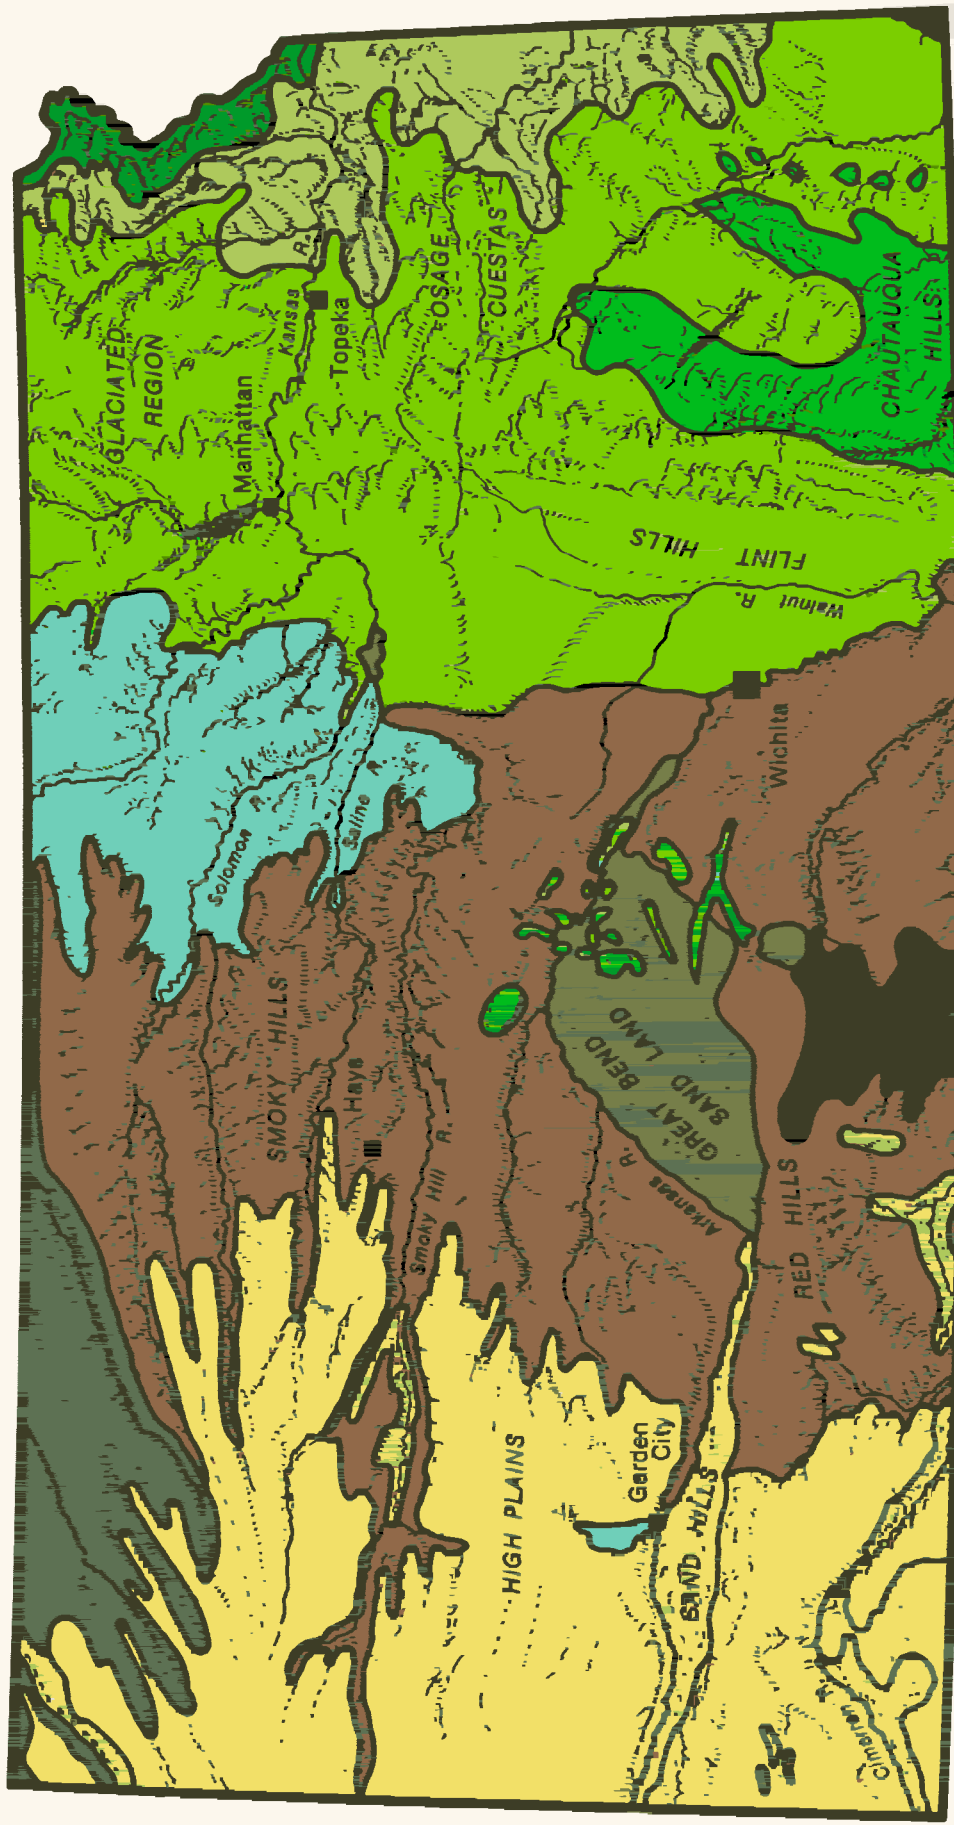 GLACIATED
REGION
Kansas
R.
Topeka
Manhattan
OSAGE
CUESTAS
CHAUTAUQUA
HILLS
FLINT HILLS
Walnut R.
Wichita
Solomon R.
Saline R.
SMOKY HILLS
Hays
Smoky Hill R.
GREAT BEND
SAND LAND
Arkansas R.
RED HILLS
HIGH PLAINS
Garden
City
SAND HILLS
Cimarron